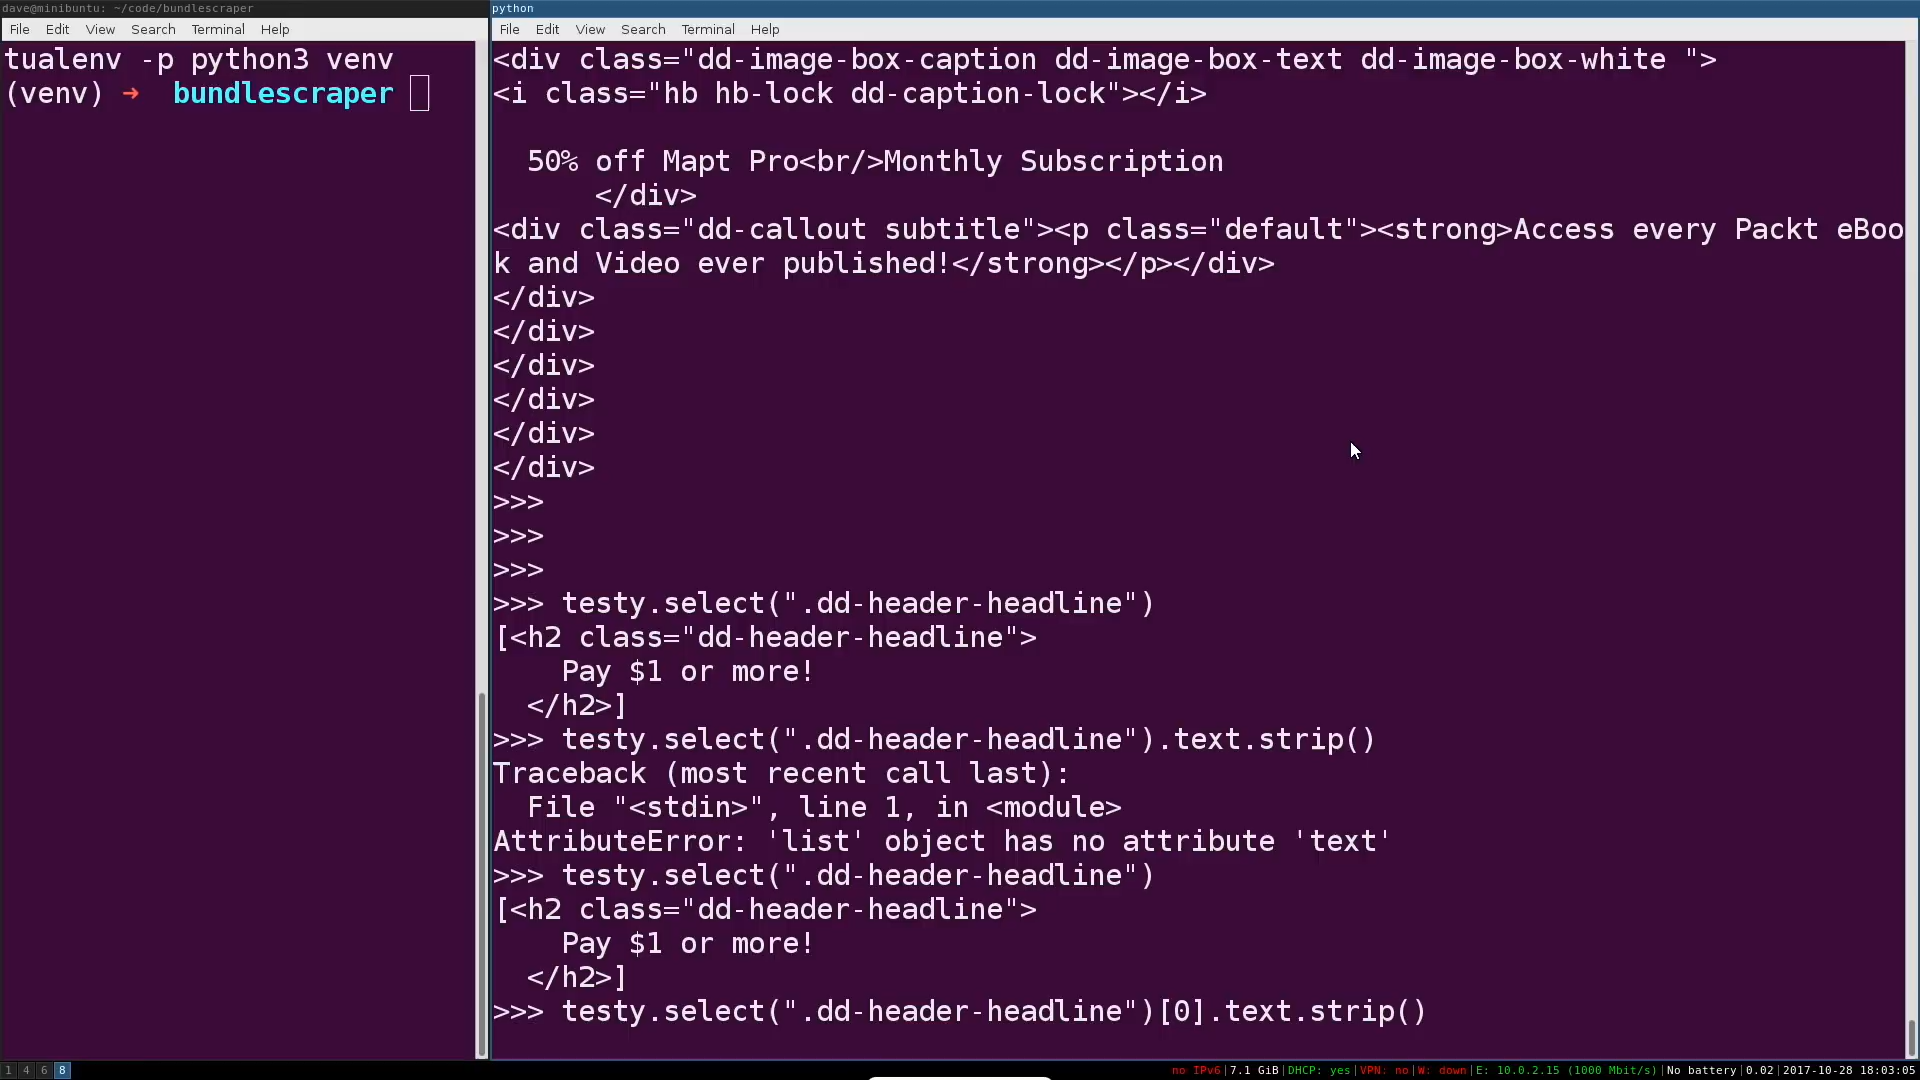 dave@minibuntu: ~/code/bundlescraper
File Edit View Search Terminal Help
tualenv -p python3 venv
(venv) ➜ bundlescraper
python
File Edit View Search Terminal Help
<div class="dd-image-box-caption dd-image-box-text dd-image-box-white ">
<i class="hb hb-lock dd-caption-lock"></i>
50% off Mapt Pro<br/>Monthly Subscription
</div>
<div class="dd-callout subtitle"><p class="default"><strong>Access every Packt eBoo
k and Video ever published!</strong></p></div>
</div>
</div>
</div>
</div>
</div>
</div>
>>>
>>>
>>>
>>> testy.select(".dd-header-headline")
[<h2 class="dd-header-headline">
Pay $1 or more!
</h2>]
>>> testy.select(".dd-header-headline").text.strip()
Traceback (most recent call last):
File "<stdin>", line 1, in <module>
AttributeError: 'list' object has no attribute 'text'
>>> testy.select(".dd-header-headline")
[<h2 class="dd-header-headline">
Pay $1 or more!
</h2>]
>>> testy.select(".dd-header-headline")[0].text.strip()
1 4 6 8
no IPv6|7.1 GiB|DHCP: yes|VPN: no|W: down|E: 10.0.2.15 (1000 Mbit/s)|No battery|0.02|2017-10-28 18:03:05